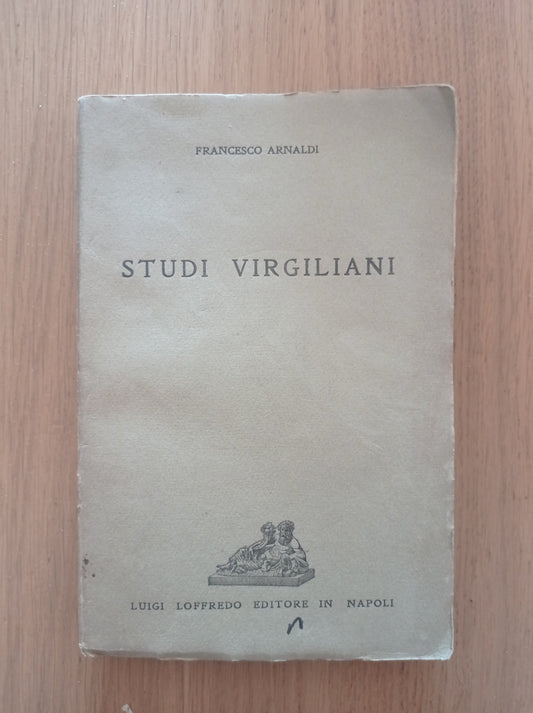 FRANCESCO ARNALDI
STUDI VIRGILIANI
LUIGI LOFFREDO EDITORE IN NAPOLI